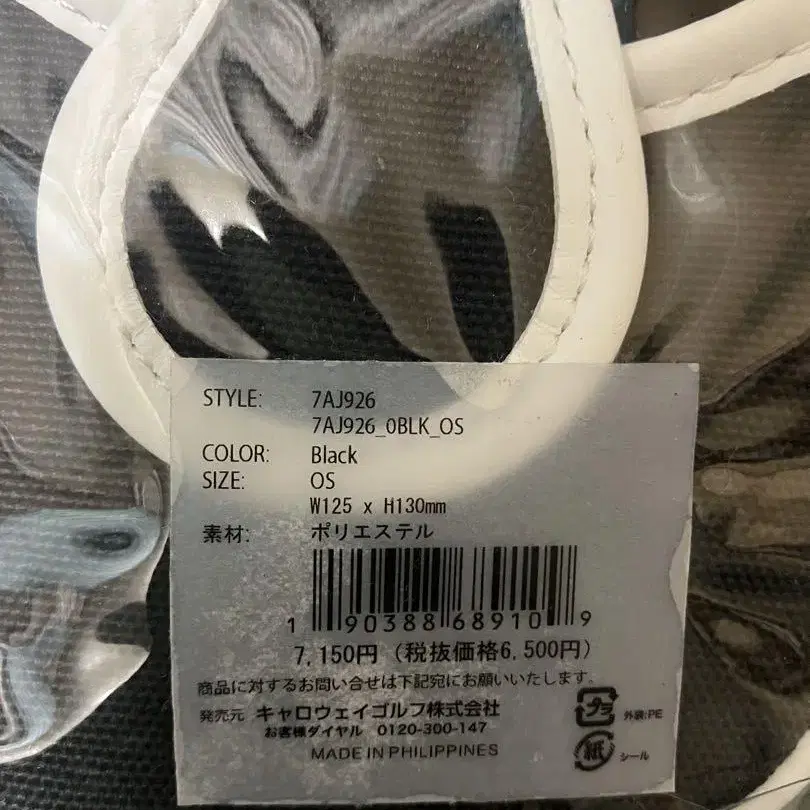 STYLE: 7AJ926
7AJ926_0BLK_OS
COLOR: Black
SIZE: OS
W125 x H130mm
素材: ポリエステル
1 90388 68910 9
7,150円 (税抜価格6,500円)
商品に対するお問い合せは下記宛にお願いいたします。
発売元 キャロウェイゴルフ株式会社
お客様ダイヤル 0120-300-147
MADE IN PHILIPPINES
プラ 外装:PE
紙 シール